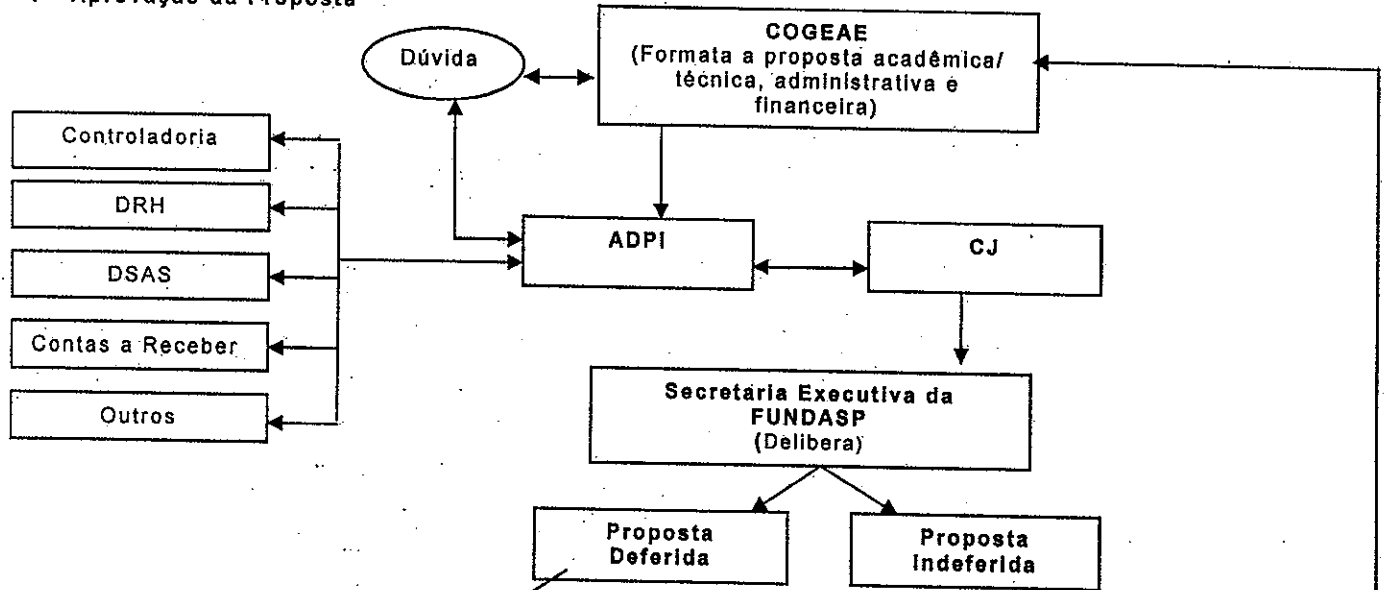 Aprovação da Proposta
COGEAE
(Formata a proposta acadêmica/
técnica, administrativa e
financeira)
Dúvida
Controladoria
DRH
DSAS
Contas a Receber
Outros
ADPI
CJ
Secretária Executiva da
FUNDASP
(Delibera)
Proposta
Deferida
Proposta
Indeferida